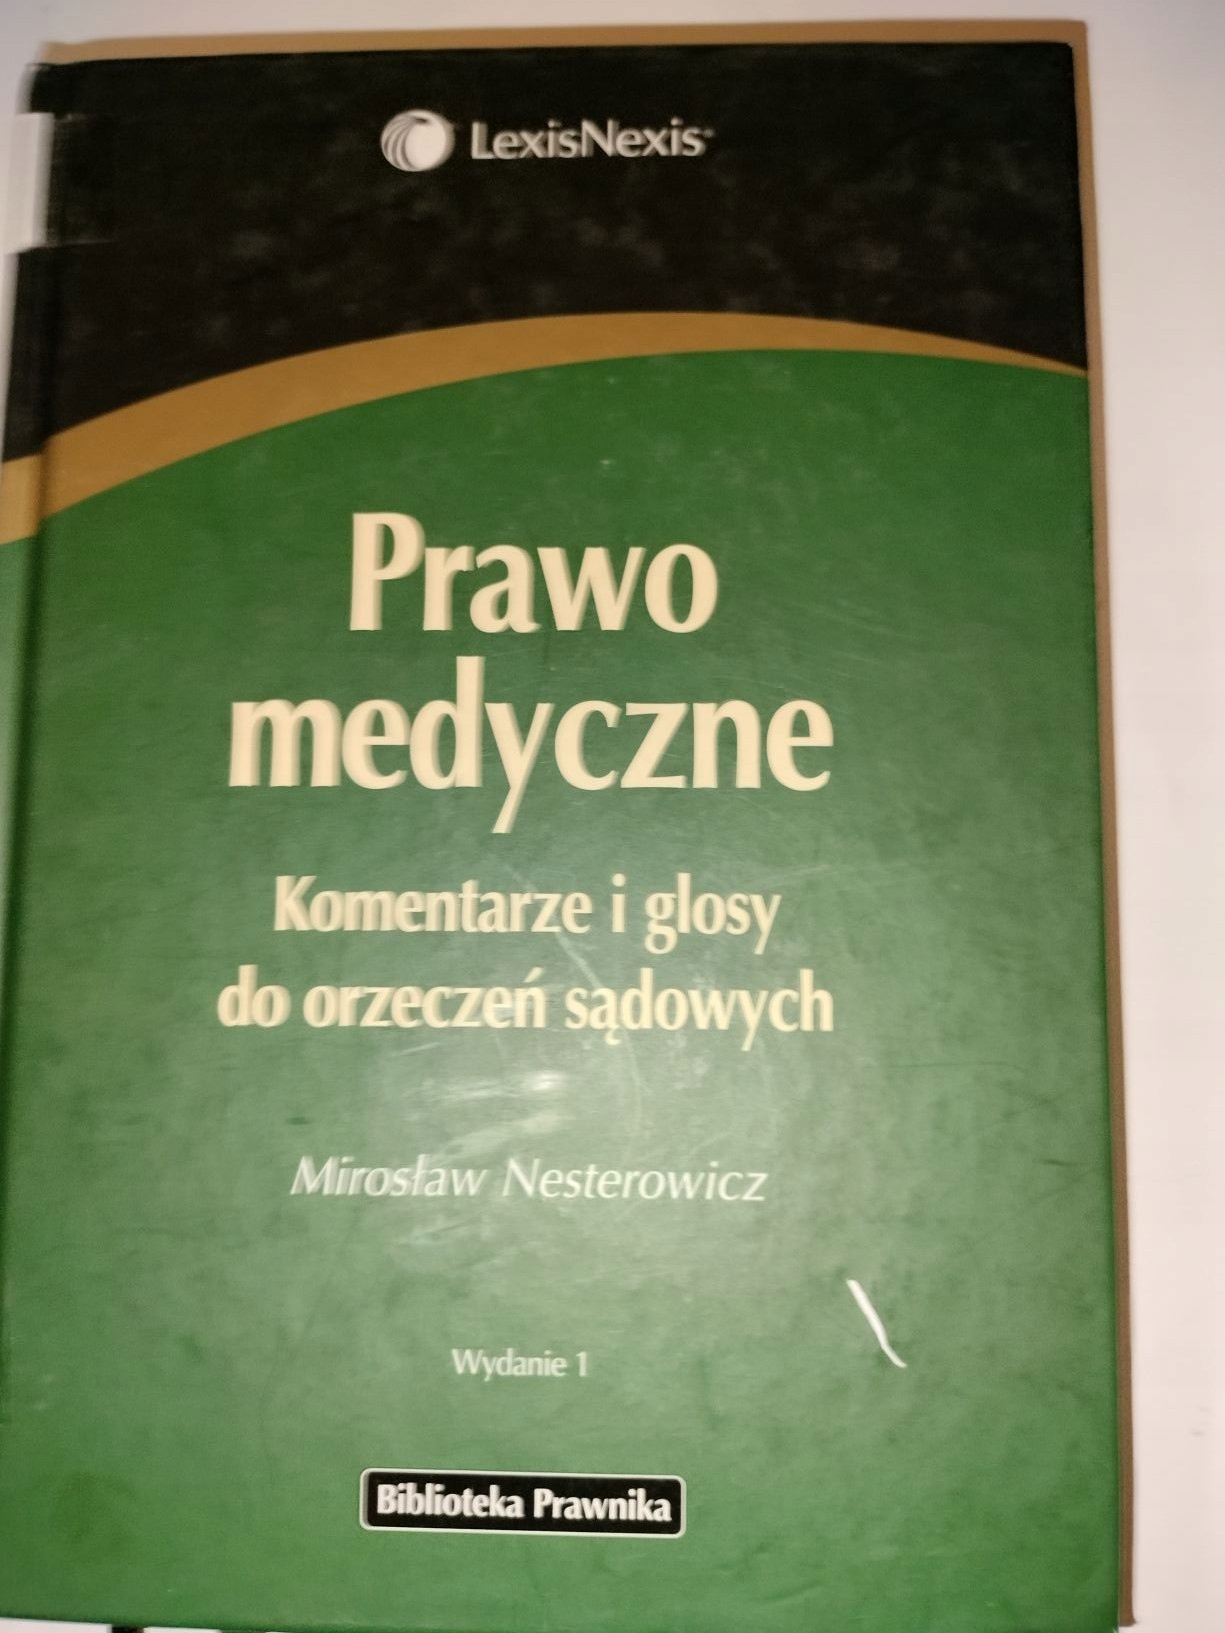 LexisNexis
Prawo
medyczne
Komentarze i glosy
do orzeczeń sądowych
Mirosław Nesterowicz
Wydanie 1
Biblioteka Prawnika